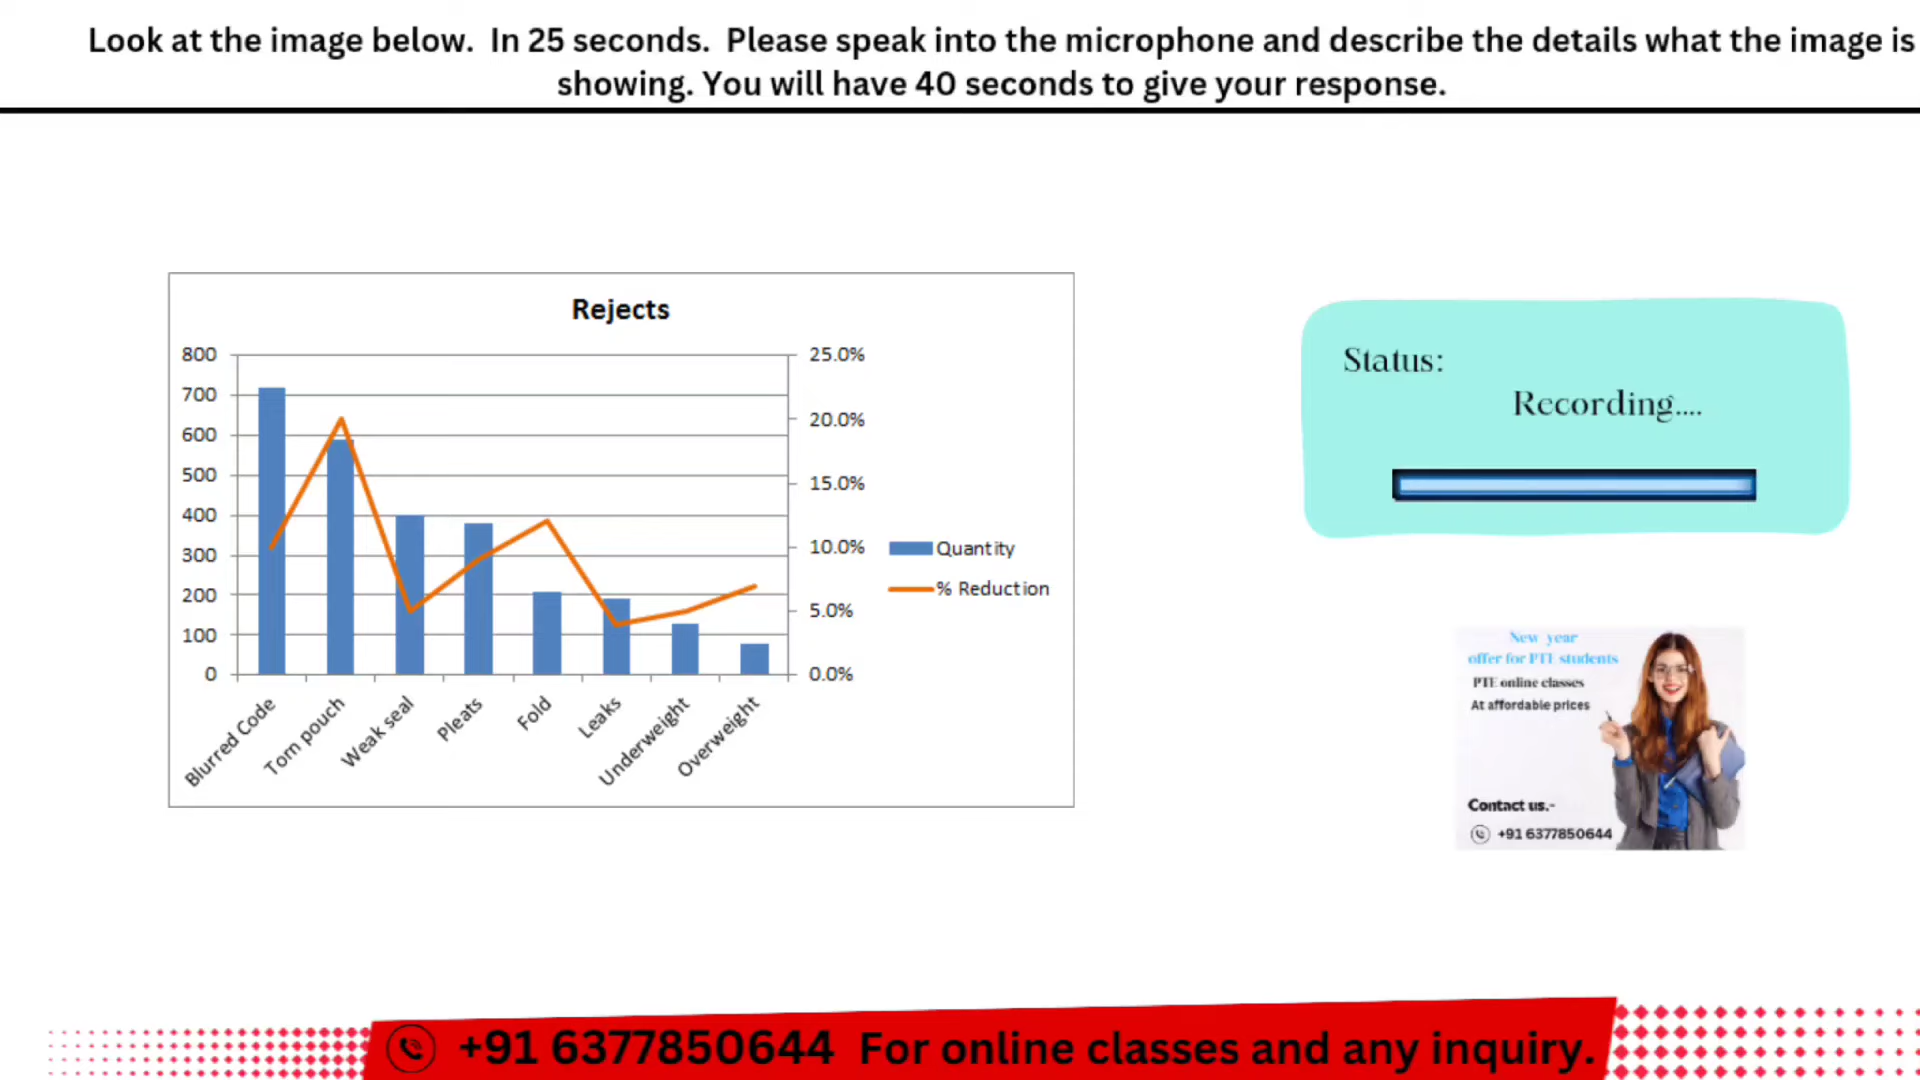 Look at the image below. In 25 seconds. Please speak into the microphone and describe the details what the image is
showing. You will have 40 seconds to give your response.
Rejects
800
700
600
500
400
300
200
100
0
25.0%
20.0%
15.0%
10.0%
5.0%
0.0%
Quantity
% Reduction
Blurred Code
Torn pouch
Weak seal
Pleats
Fold
Leaks
Underweight
Overweight
Status:
Recording....
New year
offer for PTE students
PTE online classes
At affordable prices
Contact us.-
+91 6377850644
+91 6377850644 For online classes and any inquiry.